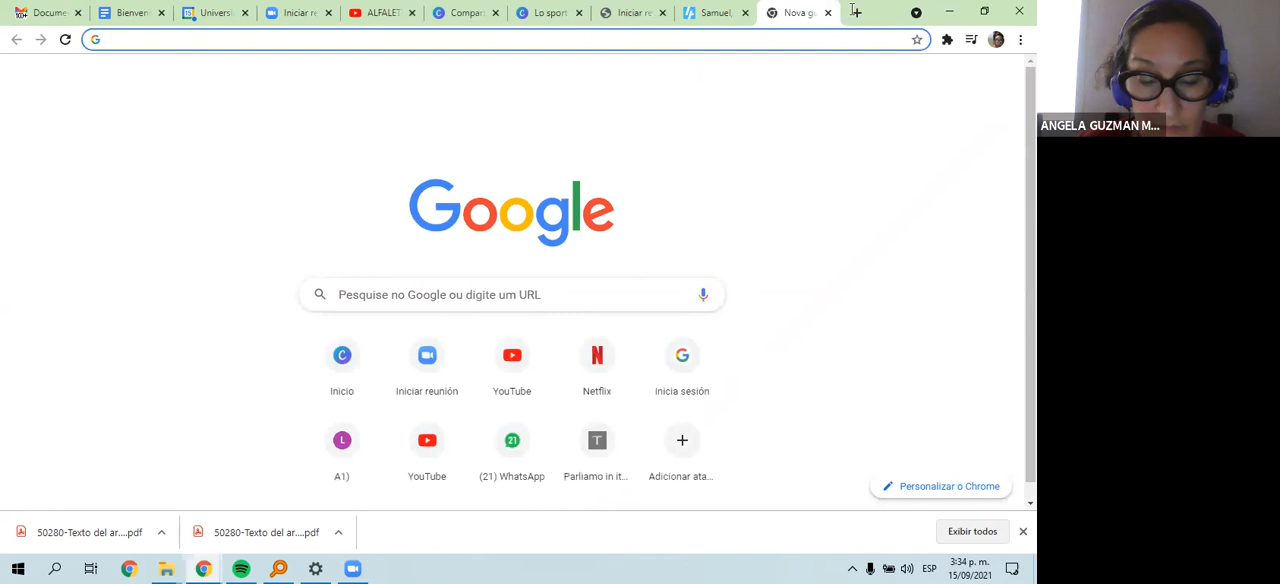 Docume
Bienven
Universi
Iniciar re
ALFALET
Compar
Lo sport
Iniciar re
Samuel,
Nova gu
ANGELA GUZMAN M...
Google
Pesquise no Google ou digite um URL
Inicio
Iniciar reunión
YouTube
Netflix
Inicia sesión
A1)
YouTube
(21) WhatsApp
Parliamo in it...
Adicionar ata...
Personalizar o Chrome
50280-Texto del ar....pdf
50280-Texto del ar....pdf
Exibir todos
ESP
3:34 p. m.
15/09/2021